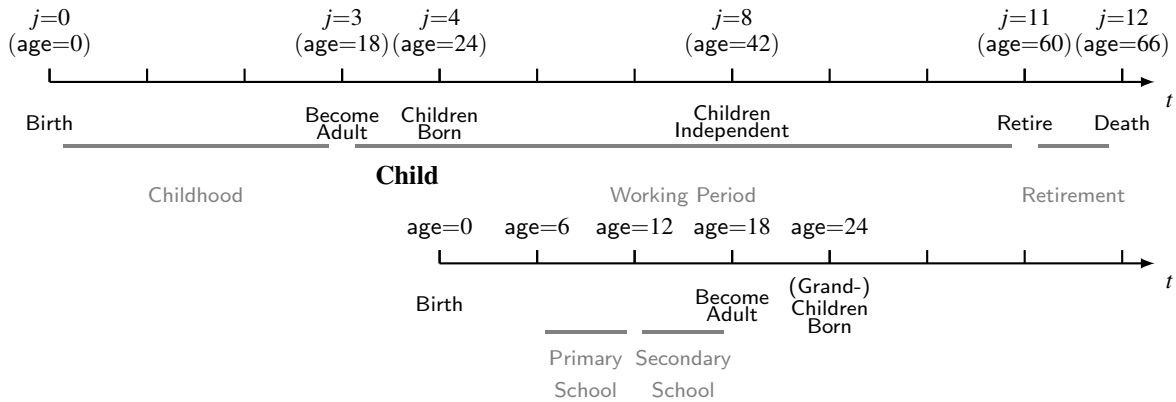 j=0 j=3 j=4 j=8 j=11 j=12
(age=0) (age=18) (age=24) (age=42) (age=60) (age=66)
t
Birth Become Adult Children Born Children Independent Retire Death
Child
Childhood Working Period Retirement
age=0 age=6 age=12 age=18 age=24
t
Birth Become Adult (Grand-) Children Born
Primary Secondary
School School